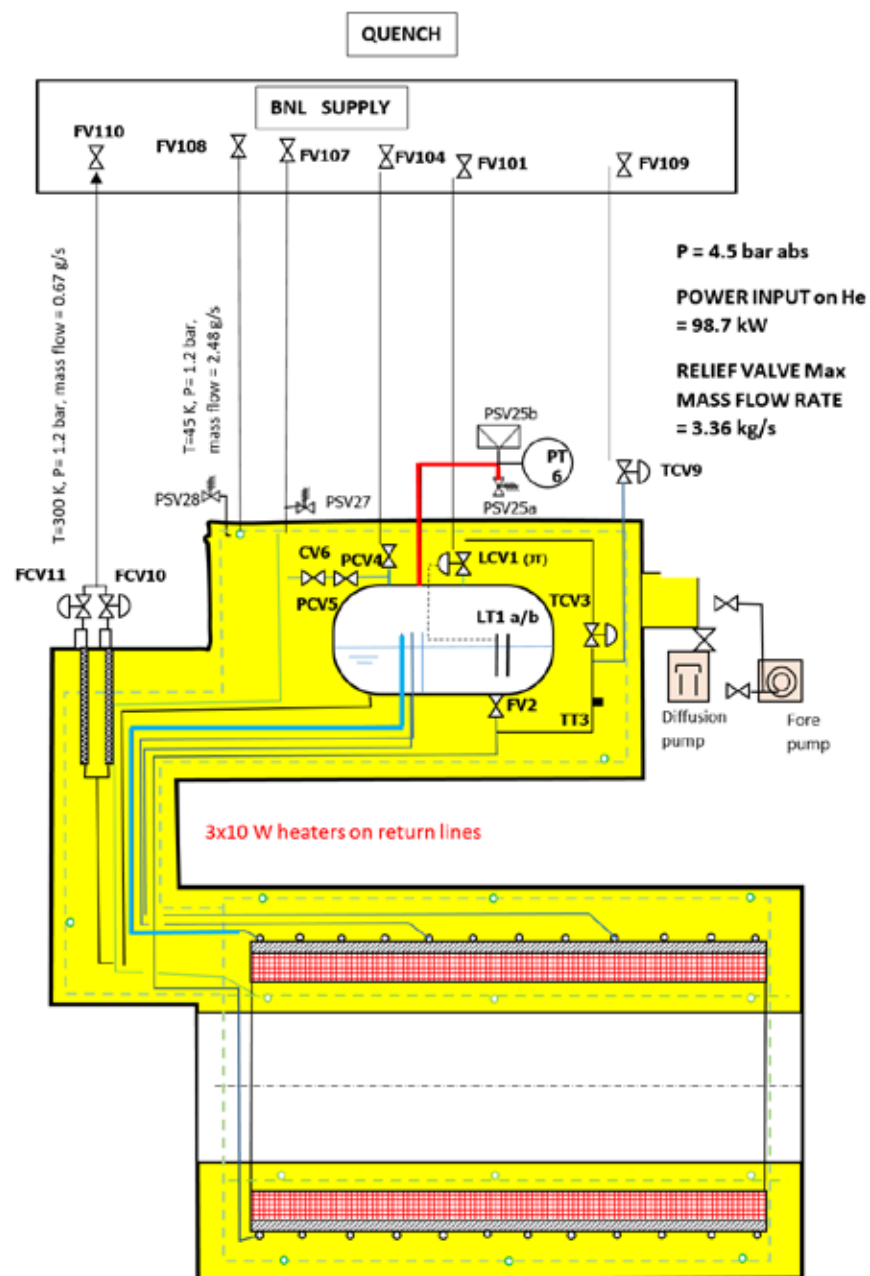 QUENCH
BNL SUPPLY
FV110
FV108
FV107
FV104
FV101
FV109
T=300 K, P= 1.2 bar, mass flow = 0.67 g/s
T=45 K, P= 1.2 bar,
mass flow = 2.48 g/s
P = 4.5 bar abs
POWER INPUT on He
= 98.7 kW
RELIEF VALVE Max
MASS FLOW RATE
= 3.36 kg/s
PSV25b
PT
6
TCV9
PSV28
PSV27
PSV25a
CV6
PCV4
LCV1 (JT)
FCV11
FCV10
PCV5
TCV3
LT1 a/b
FV2
TT3
Diffusion
pump
Fore
pump
3x10 W heaters on return lines